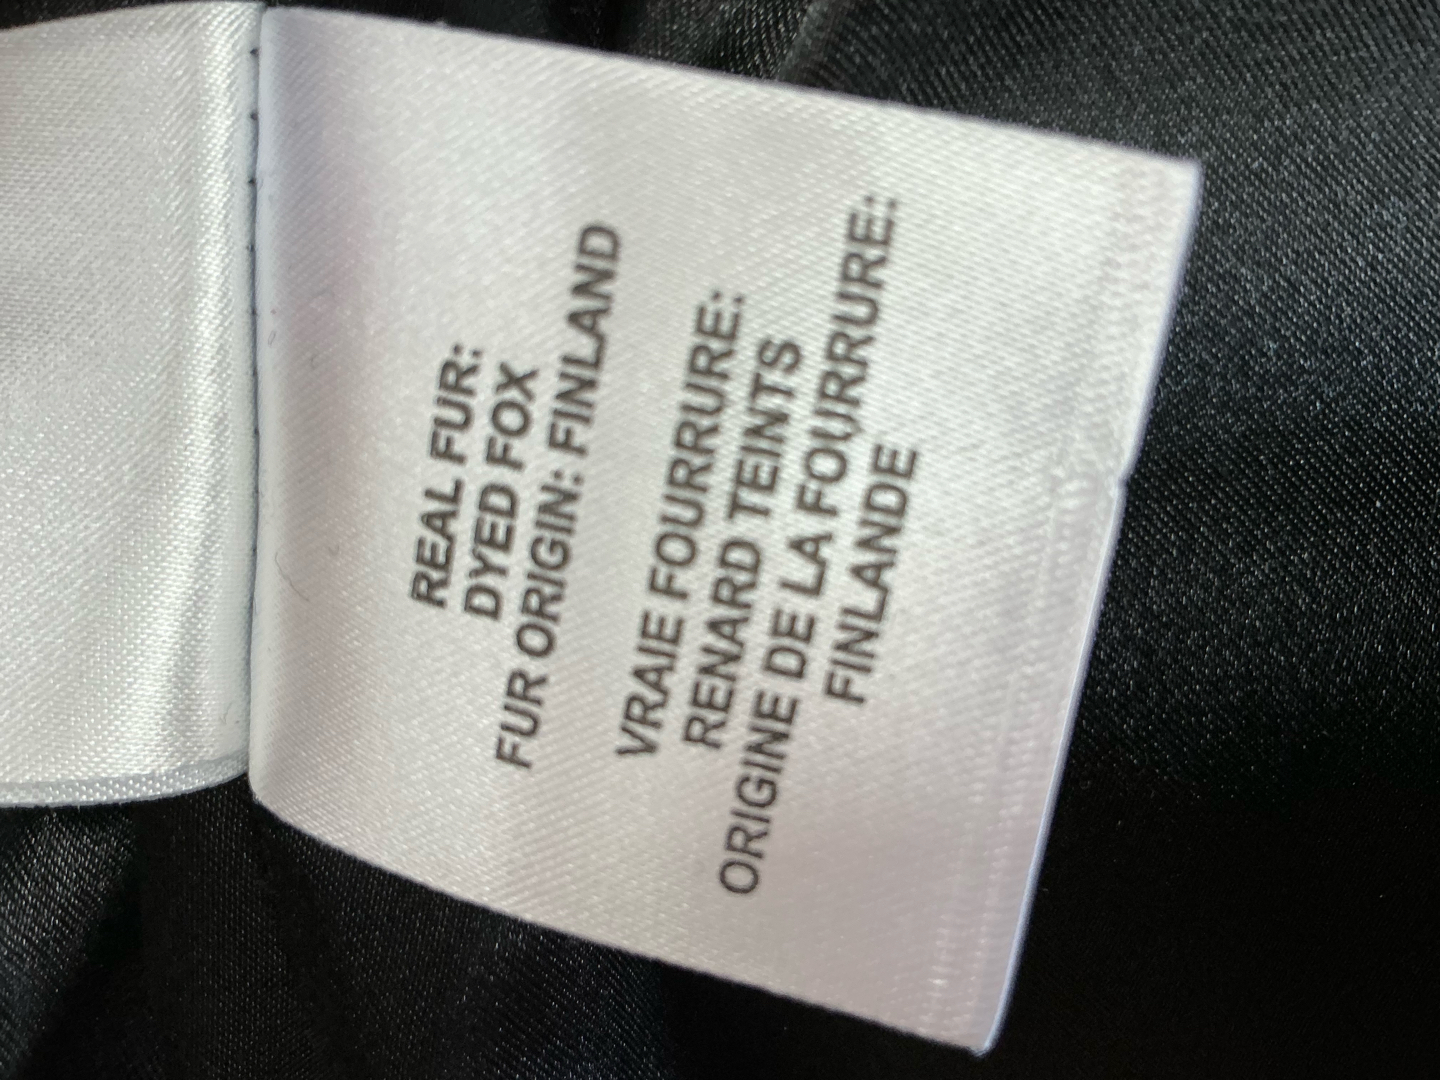 REAL FUR:
DYED FOX
FUR ORIGIN: FINLAND
VRAIE FOURRURE::
RENARD TEINTS
ORIGINE DE LA FOURRURE::
FINLANDE